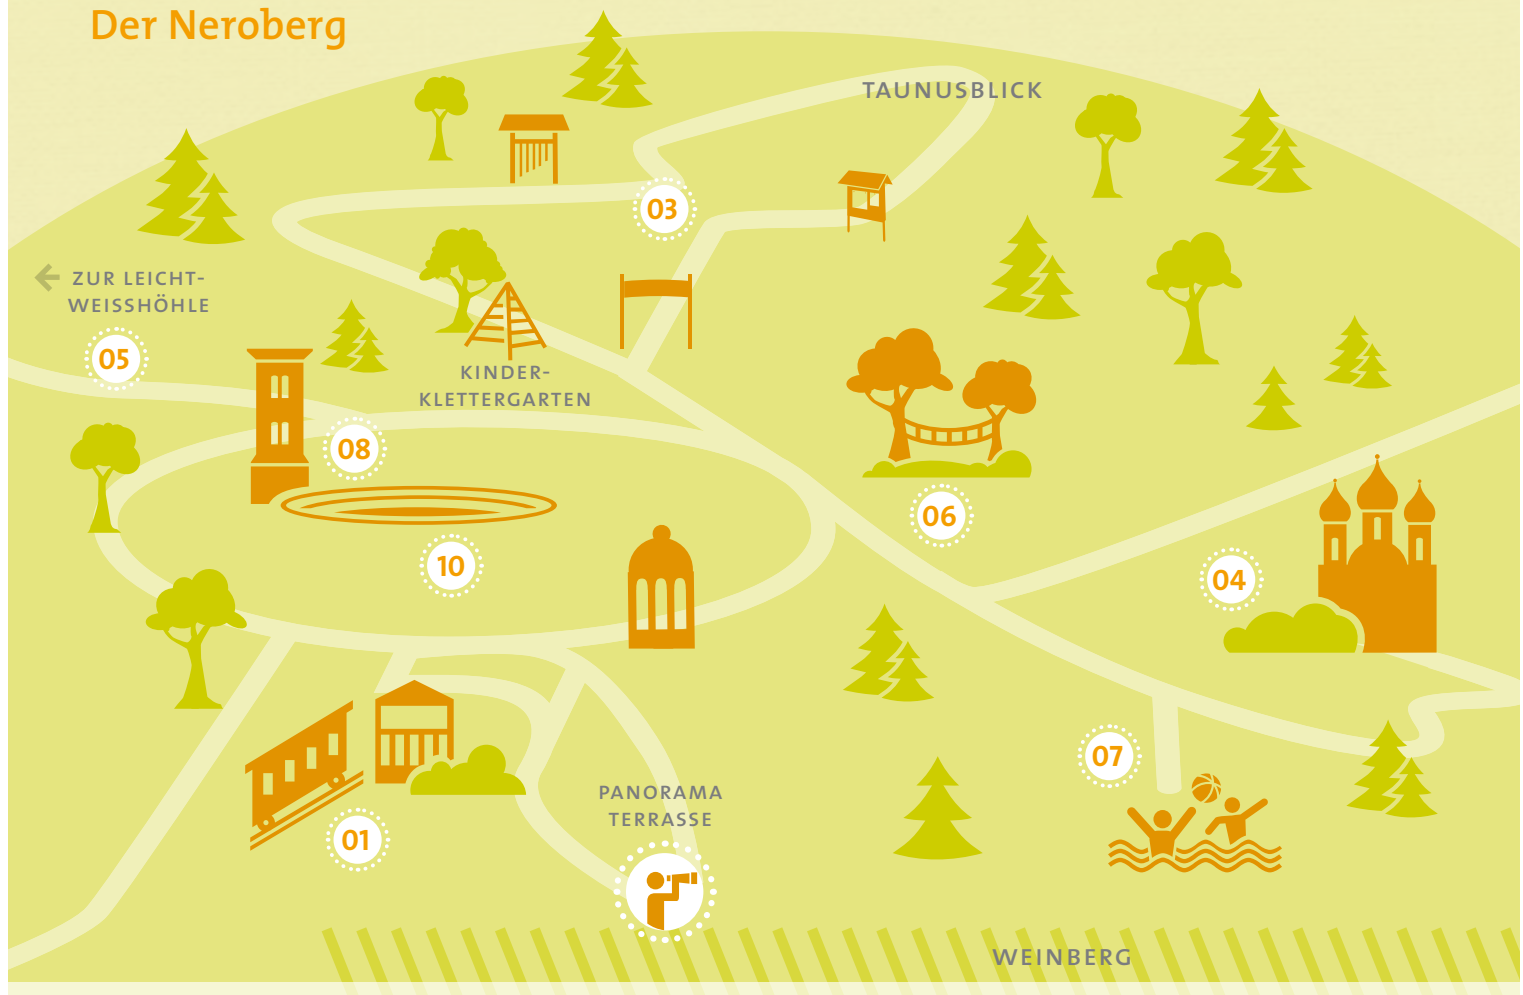 Der Neroberg
TAUNUSBLICK
03
ZUR LEICHT-
WEISSHÖHLE
05
KINDER-
KLETTERGARTEN
08
06
10
04
07
PANORAMA
TERRASSE
01
WEINBERG